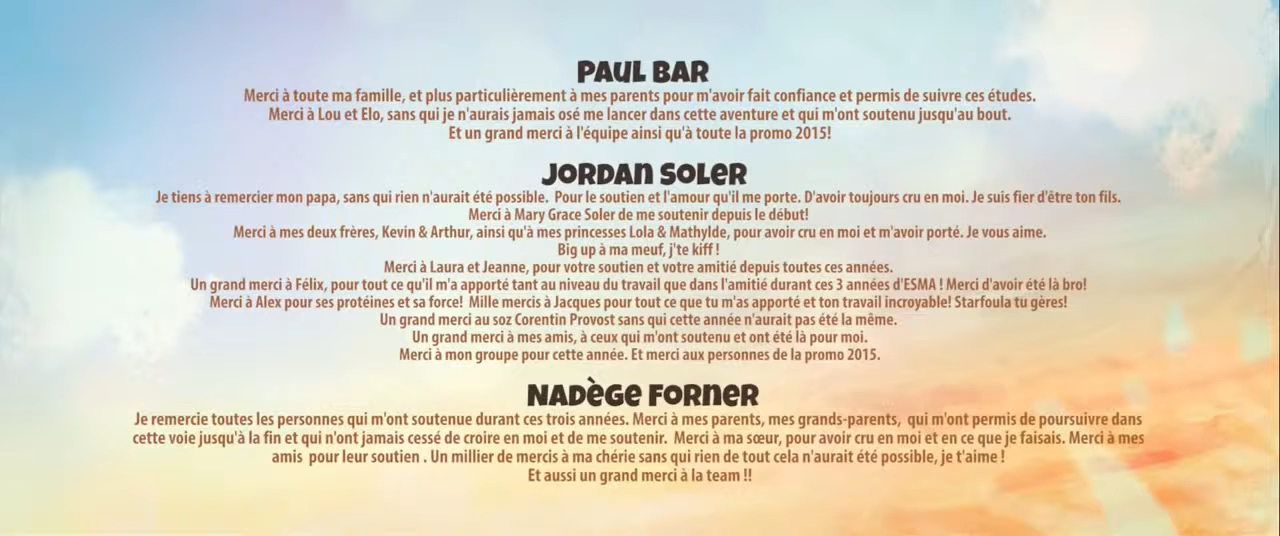 PAUL BAR
Merci à toute ma famille, et plus particulièrement à mes parents pour m'avoir fait confiance et permis de suivre ces études.
Merci à Lou et Elo, sans qui je n'aurais jamais osé me lancer dans cette aventure et qui m'ont soutenu jusqu'au bout.
Et un grand merci à l'équipe ainsi qu'à toute la promo 2015!
JORDAN SOLER
Je tiens à remercier mon papa, sans qui rien n'aurait été possible.  Pour le soutien et l'amour qu'il me porte. D'avoir toujours cru en moi. Je suis fier d'être ton fils.
Merci à Mary Grace Soler de me soutenir depuis le début!
Merci à mes deux frères, Kevin & Arthur, ainsi qu'à mes princesses Lola & Mathylde, pour avoir cru en moi et m'avoir porté. Je vous aime.
Big up à ma meuf, j'te kiff !
Merci à Laura et Jeanne, pour votre soutien et votre amitié depuis toutes ces années.
Un grand merci à Félix, pour tout ce qu'il m'a apporté tant au niveau du travail que dans l'amitié durant ces 3 années d'ESMA ! Merci d'avoir été là bro!
Merci à Alex pour ses protéines et sa force!  Mille mercis à Jacques pour tout ce que tu m'as apporté et ton travail incroyable! Starfoula tu gères!
Un grand merci au soz Corentin Provost sans qui cette année n'aurait pas été la même.
Un grand merci à mes amis, à ceux qui m'ont soutenu et ont été là pour moi.
Merci à mon groupe pour cette année. Et merci aux personnes de la promo 2015.
NADÈGE FORNER
Je remercie toutes les personnes qui m'ont soutenue durant ces trois années. Merci à mes parents, mes grands-parents,  qui m'ont permis de poursuivre dans
cette voie jusqu'à la fin et qui n'ont jamais cessé de croire en moi et de me soutenir.  Merci à ma sœur, pour avoir cru en moi et en ce que je faisais. Merci à mes
amis  pour leur soutien . Un millier de mercis à ma chérie sans qui rien de tout cela n'aurait été possible, je t'aime !
Et aussi un grand merci à la team !!